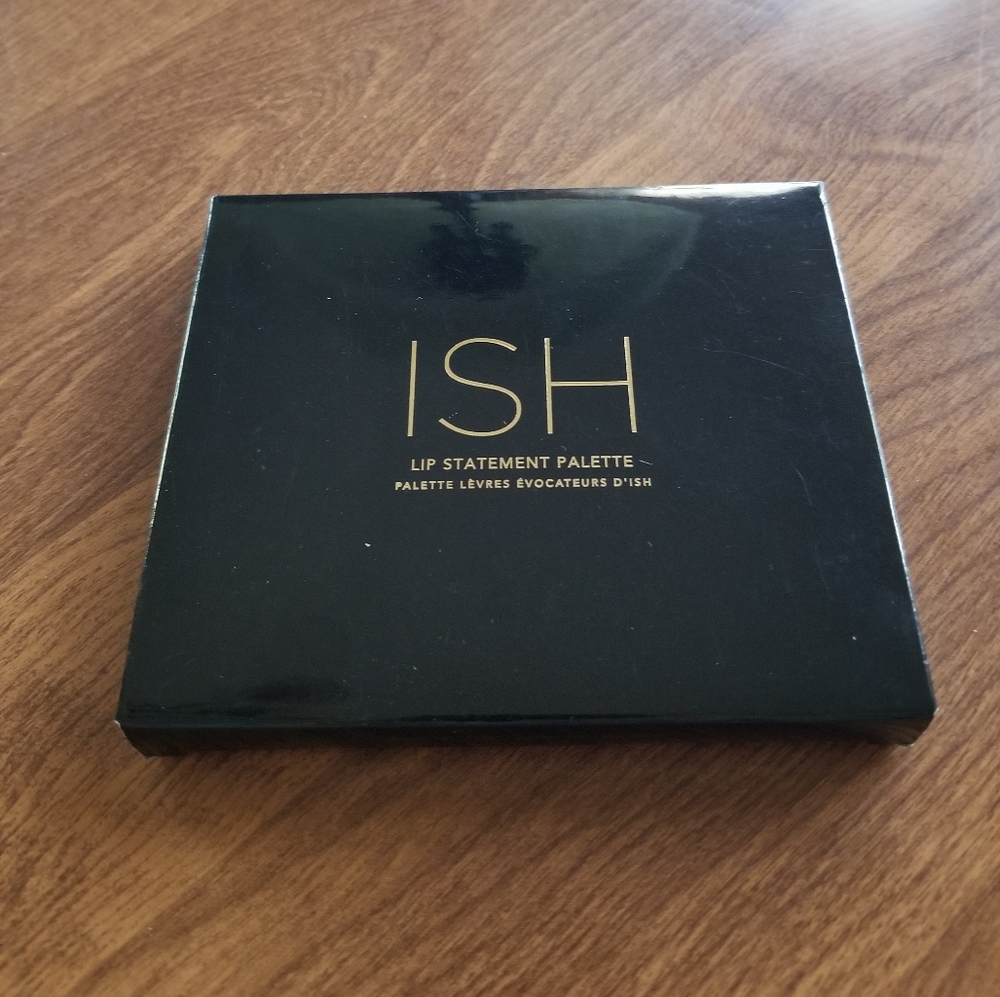 ISH
LIP STATEMENT PALETTE
PALETTE LÈVRES ÉVOCATEURS D'ISH